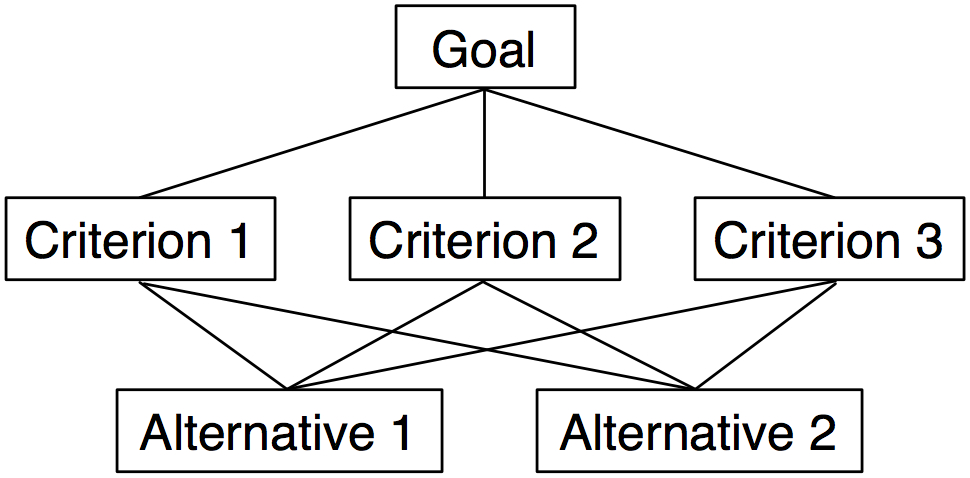 Goal
Criterion 1
Criterion 2
Criterion 3
Alternative 1
Alternative 2